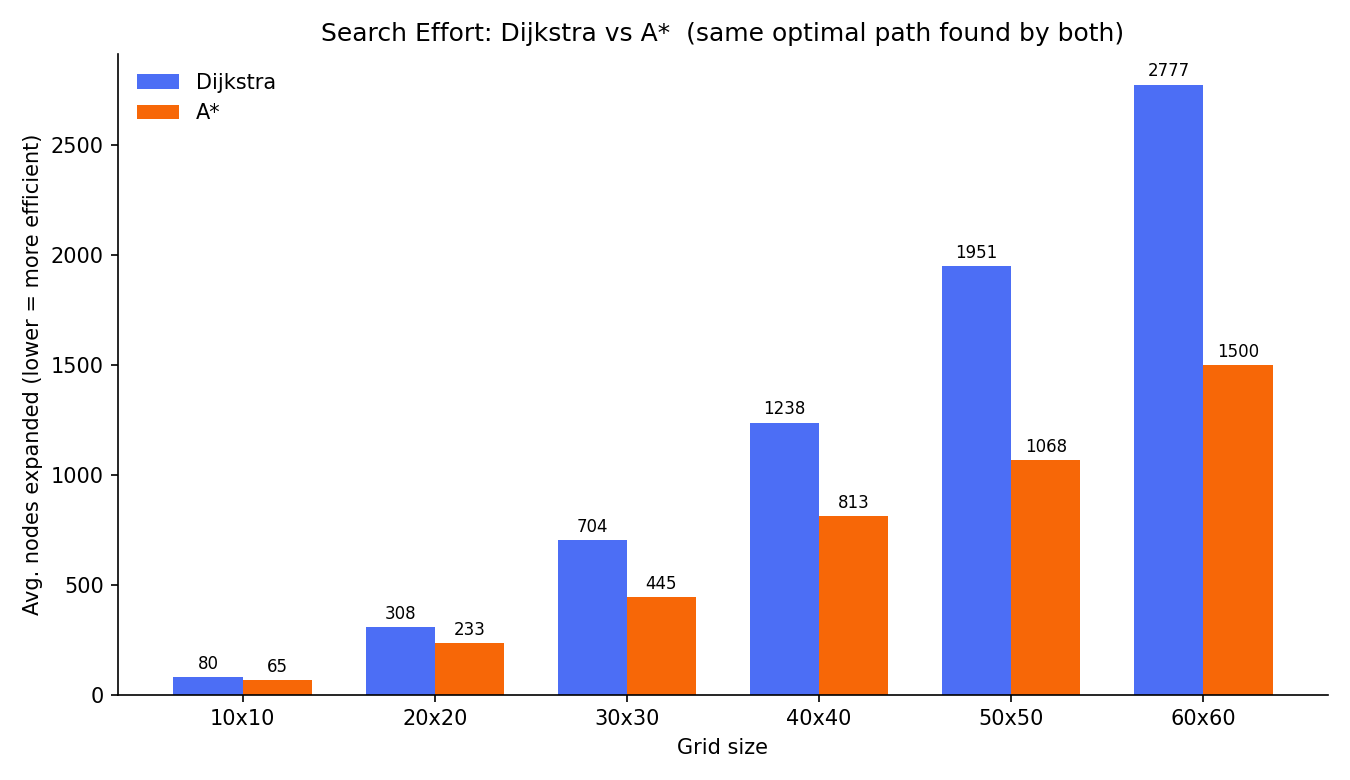 Search Effort: Dijkstra vs A*  (same optimal path found by both)
Dijkstra
A*
Avg. nodes expanded (lower = more efficient)
2500
2000
1500
1000
500
0
80
65
308
233
704
445
1238
813
1951
1068
2777
1500
10x10
20x20
30x30
40x40
50x50
60x60
Grid size